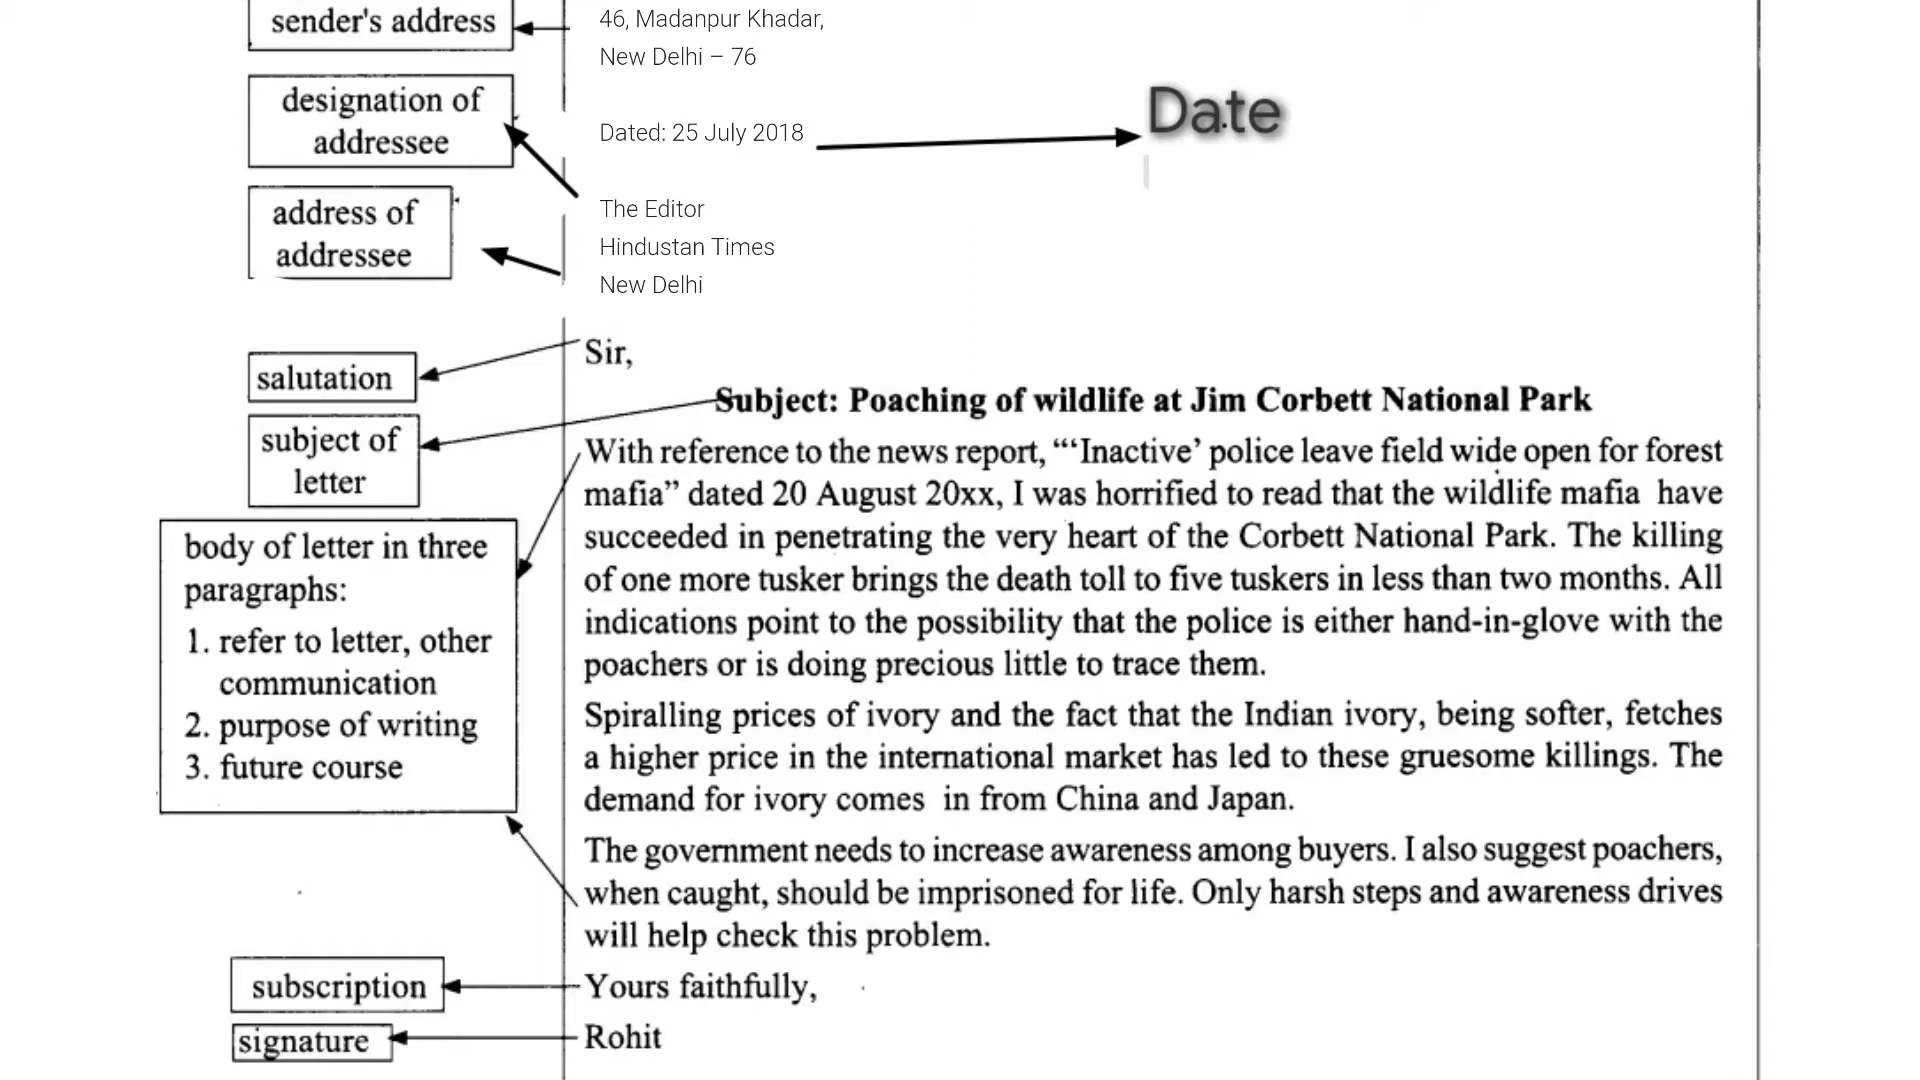 sender's address
46, Madanpur Khadar,
New Delhi – 76
designation of
addressee
Dated: 25 July 2018
Date
address of
addressee
The Editor
Hindustan Times
New Delhi
salutation
Sir,
subject of
letter
Subject: Poaching of wildlife at Jim Corbett National Park
body of letter in three
paragraphs:
1. refer to letter, other
communication
2. purpose of writing
3. future course
With reference to the news report, “‘Inactive’ police leave field wide open for forest
mafia” dated 20 August 20xx, I was horrified to read that the wildlife mafia have
succeeded in penetrating the very heart of the Corbett National Park. The killing
of one more tusker brings the death toll to five tuskers in less than two months. All
indications point to the possibility that the police is either hand-in-glove with the
poachers or is doing precious little to trace them.
Spiralling prices of ivory and the fact that the Indian ivory, being softer, fetches
a higher price in the international market has led to these gruesome killings. The
demand for ivory comes in from China and Japan.
The government needs to increase awareness among buyers. I also suggest poachers,
when caught, should be imprisoned for life. Only harsh steps and awareness drives
will help check this problem.
subscription
Yours faithfully,
signature
Rohit